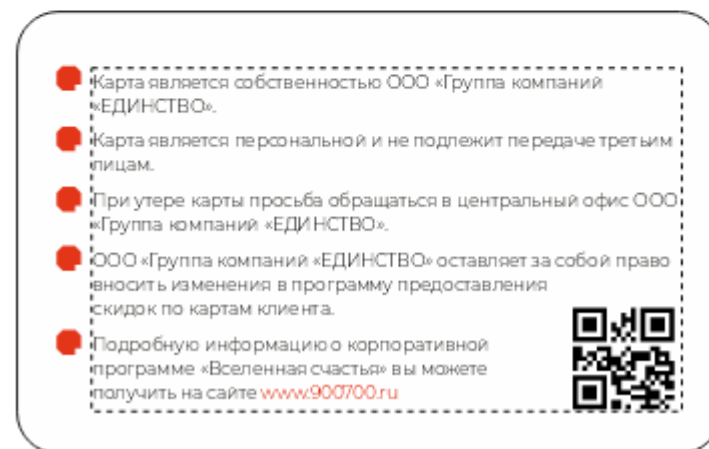 Карта является собственностью ООО «Группа компаний
«ЕДИНСТВО».
Карта является персональной и не подлежит передаче третьим
лицам.
При утере карты просьба обращаться в центральный офис ООО
«Группа компаний «ЕДИНСТВО».
ООО «Группа компаний «ЕДИНСТВО» оставляет за собой право
вносить изменения в программу предоставления
скидок по картам клиента.
Подробную информацию о корпоративной
программе «Вселенная счастья» вы можете
получить на сайте www.900700.ru